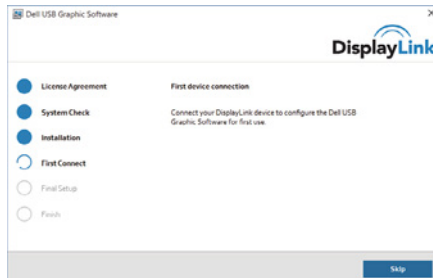 Dell USB Graphic Software
DisplayLink
License Agreement
First device connection
System Check
Connect your DisplayLink device to configure the Dell USB
Graphic Software for first use.
Installation
First Connect
Final Setup
Finish
Skip